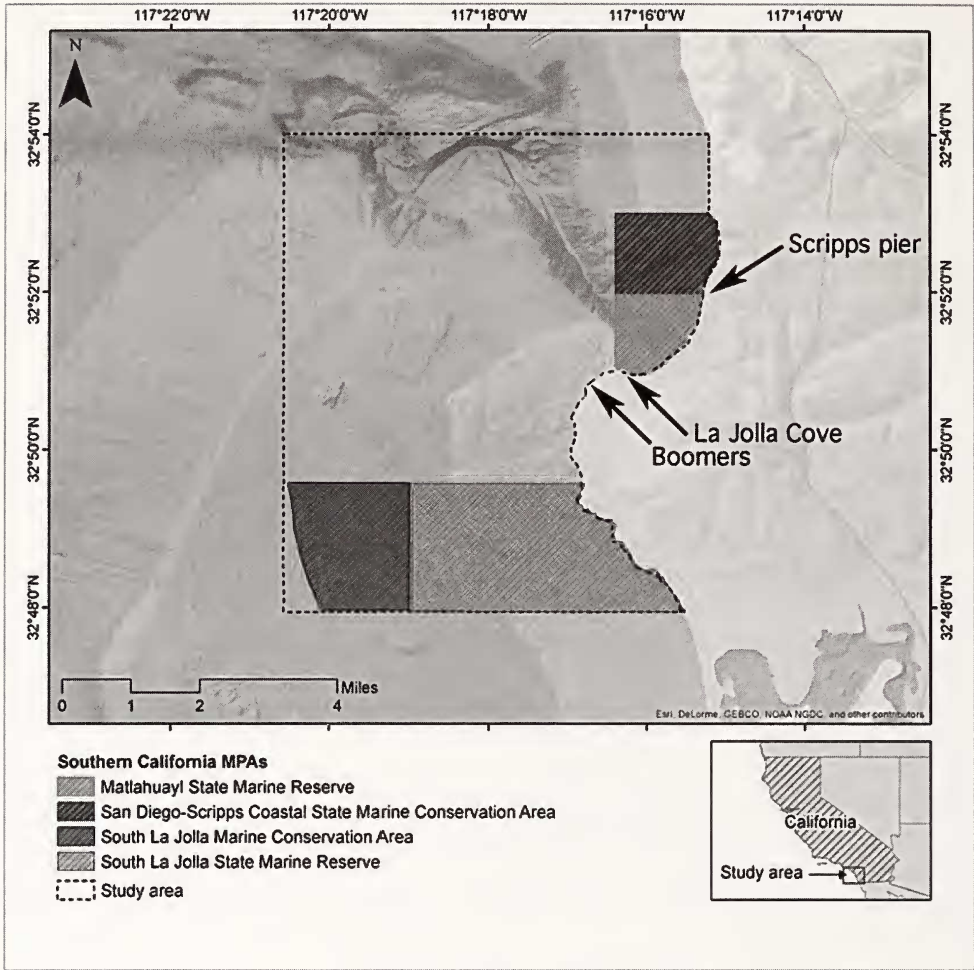 117°22'0"W 117°20'0"W 117°18'0"W 117°16'0"W 117°14'0"W
N
32°54'0"N 32°54'0"N
Scripps pier
32°52'0"N 32°52'0"N
La Jolla Cove
Boomers
32°50'0"N 32°50'0"N
32°48'0"N 32°48'0"N
Miles
0 1 2 4
Esri, DeLorme, GEBCO, NOAA NGDC, and other contributors
Southern California MPAs
Matlahuayl State Marine Reserve
San Diego-Scripps Coastal State Marine Conservation Area
South La Jolla Marine Conservation Area
South La Jolla State Marine Reserve
Study area
California
Study area